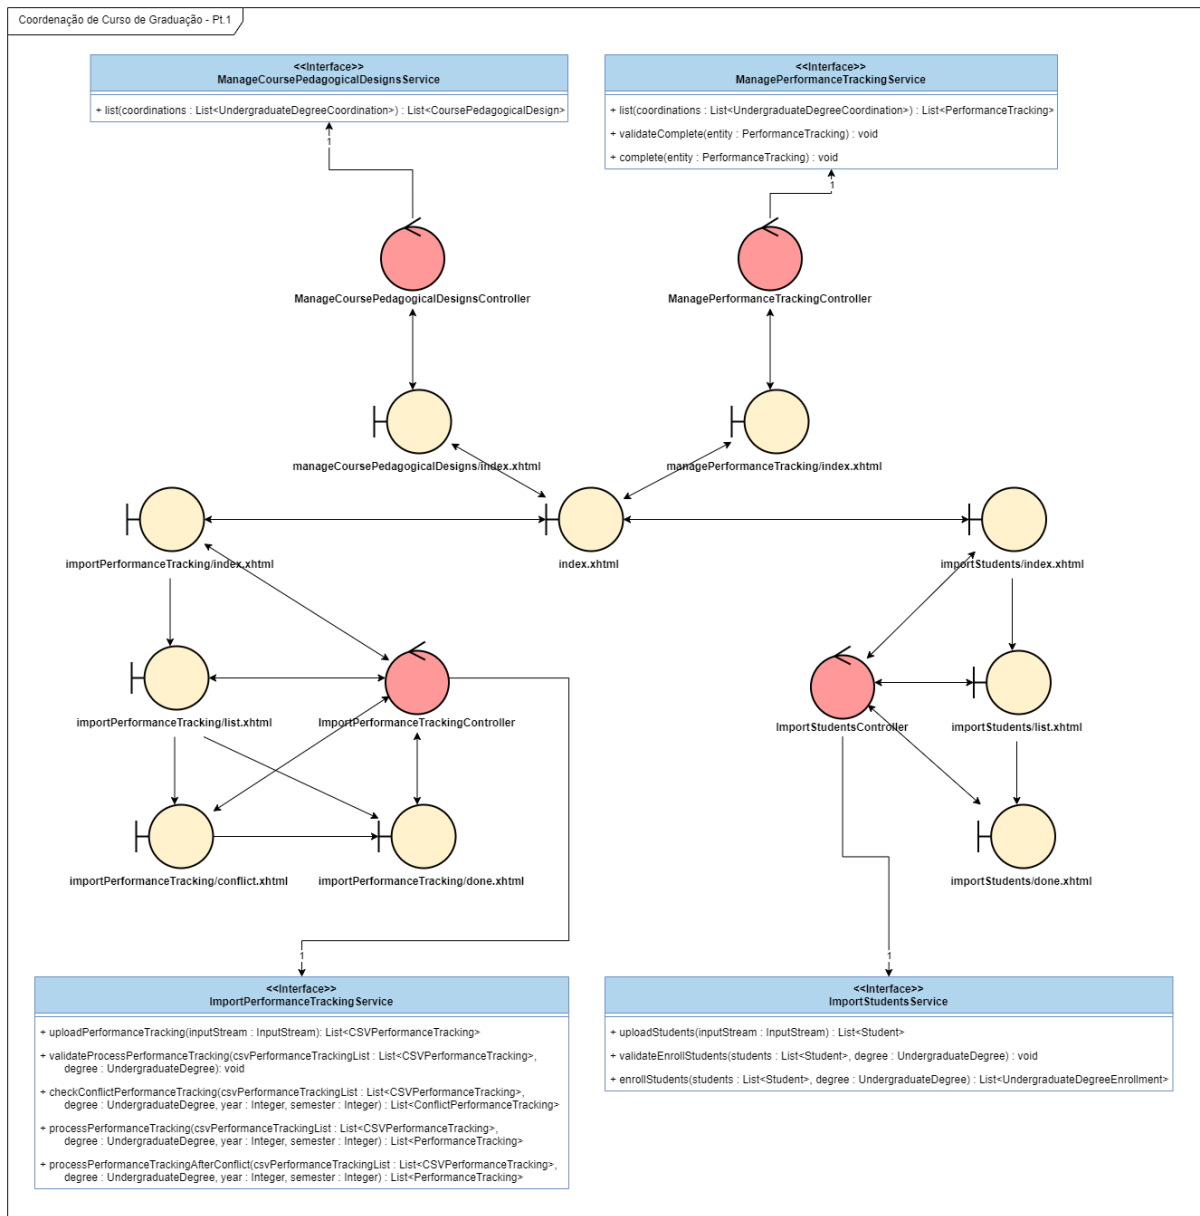 Coordenação de Curso de Graduação - Pt.1
<<Interface>>
ManageCoursePedagogicalDesignsService
+ list(coordinations : List<UndergraduateDegreeCoordination>) : List<CoursePedagogicalDesign>
<<Interface>>
ManagePerformanceTrackingService
+ list(coordinations : List<UndergraduateDegreeCoordination>) : List<PerformanceTracking>
+ validateComplete(entity : PerformanceTracking) : void
+ complete(entity : PerformanceTracking) : void
1
1
ManageCoursePedagogicalDesignsController
ManagePerformanceTrackingController
manageCoursePedagogicalDesigns/index.xhtml
managePerformanceTracking/index.xhtml
importPerformanceTracking/index.xhtml
index.xhtml
importStudents/index.xhtml
importPerformanceTracking/list.xhtml
ImportPerformanceTrackingController
ImportStudentsController
importStudents/list.xhtml
importPerformanceTracking/conflict.xhtml
importPerformanceTracking/done.xhtml
importStudents/done.xhtml
1
1
<<Interface>>
ImportPerformanceTrackingService
+ uploadPerformanceTracking(inputStream : InputStream): List<CSVPerformanceTracking>
+ validateProcessPerformanceTracking(csvPerformanceTrackingList : List<CSVPerformanceTracking>,
degree : UndergraduateDegree): void
+ checkConflictPerformanceTracking(csvPerformanceTrackingList : List<CSVPerformanceTracking>,
degree : UndergraduateDegree, year : Integer, semester : Integer) : List<ConflictPerformanceTracking>
+ processPerformanceTracking(csvPerformanceTrackingList : List<CSVPerformanceTracking>,
degree : UndergraduateDegree, year : Integer, semester : Integer) : List<PerformanceTracking>
+ processPerformanceTrackingAfterConflict(csvPerformanceTrackingList : List<CSVPerformanceTracking>,
degree : UndergraduateDegree, year : Integer, semester : Integer) : List<PerformanceTracking>
<<Interface>>
ImportStudentsService
+ uploadStudents(inputStream : InputStream) : List<Student>
+ validateEnrollStudents(students : List<Student>, degree : UndergraduateDegree) : void
+ enrollStudents(students : List<Student>, degree : UndergraduateDegree) : List<UndergraduateDegreeEnrollment>